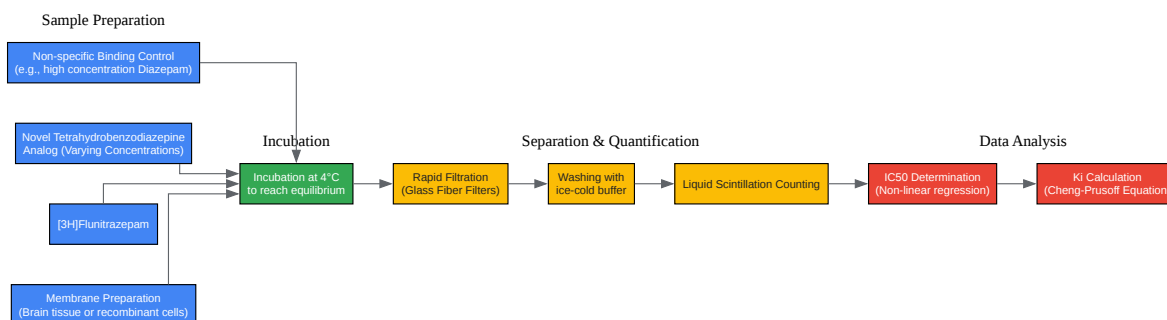 Sample Preparation
Non-specific Binding Control
(e.g., high concentration Diazepam)
Novel Tetrahydrobenzodiazepine
Analog (Varying Concentrations)
[3H]Flunitrazepam
Membrane Preparation
(Brain tissue or recombinant cells)
Incubation
Incubation at 4°C
to reach equilibrium
Separation & Quantification
Rapid Filtration
(Glass Fiber Filters)
Washing with
ice-cold buffer
Liquid Scintillation Counting
Data Analysis
IC50 Determination
(Non-linear regression)
Ki Calculation
(Cheng-Prusoff Equation